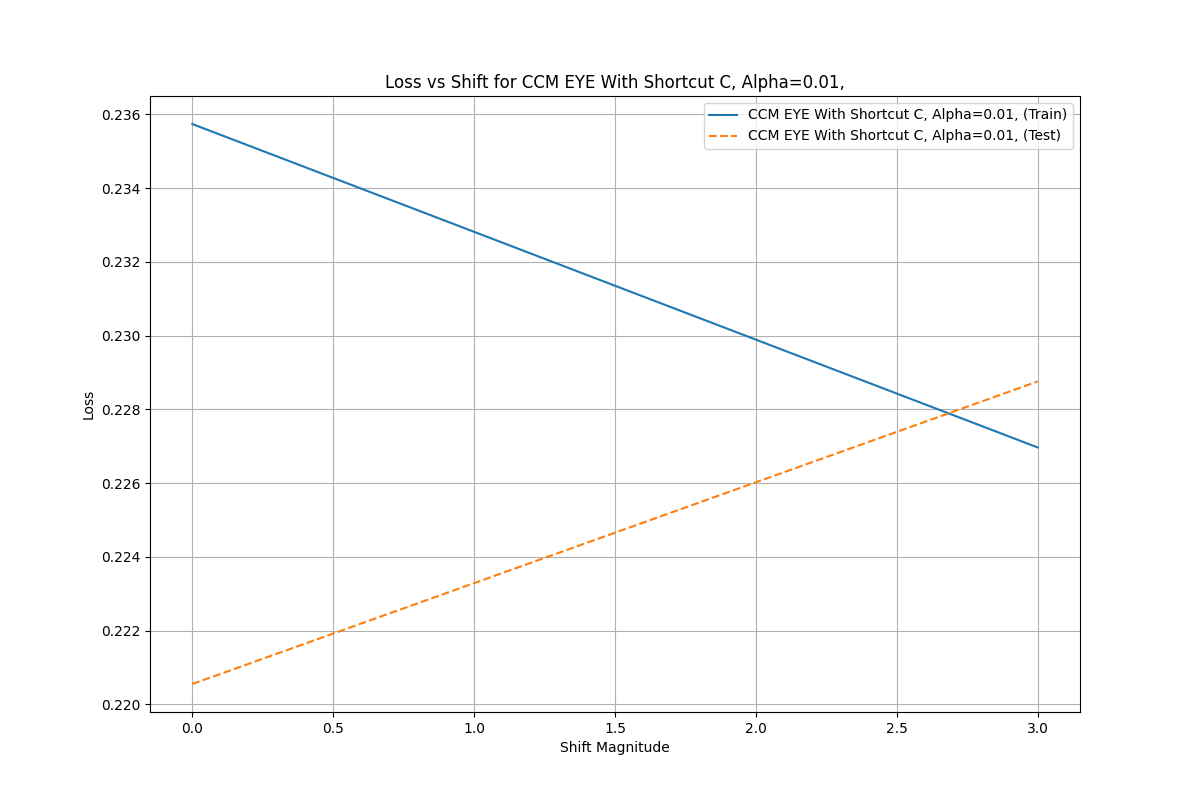 Loss vs Shift for CCM EYE With Shortcut C, Alpha=0.01,
CCM EYE With Shortcut C, Alpha=0.01, (Train)
CCM EYE With Shortcut C, Alpha=0.01, (Test)
0.236
0.234
0.232
0.230
0.228
0.226
0.224
0.222
0.220
Loss
0.0 0.5 1.0 1.5 2.0 2.5 3.0
Shift Magnitude